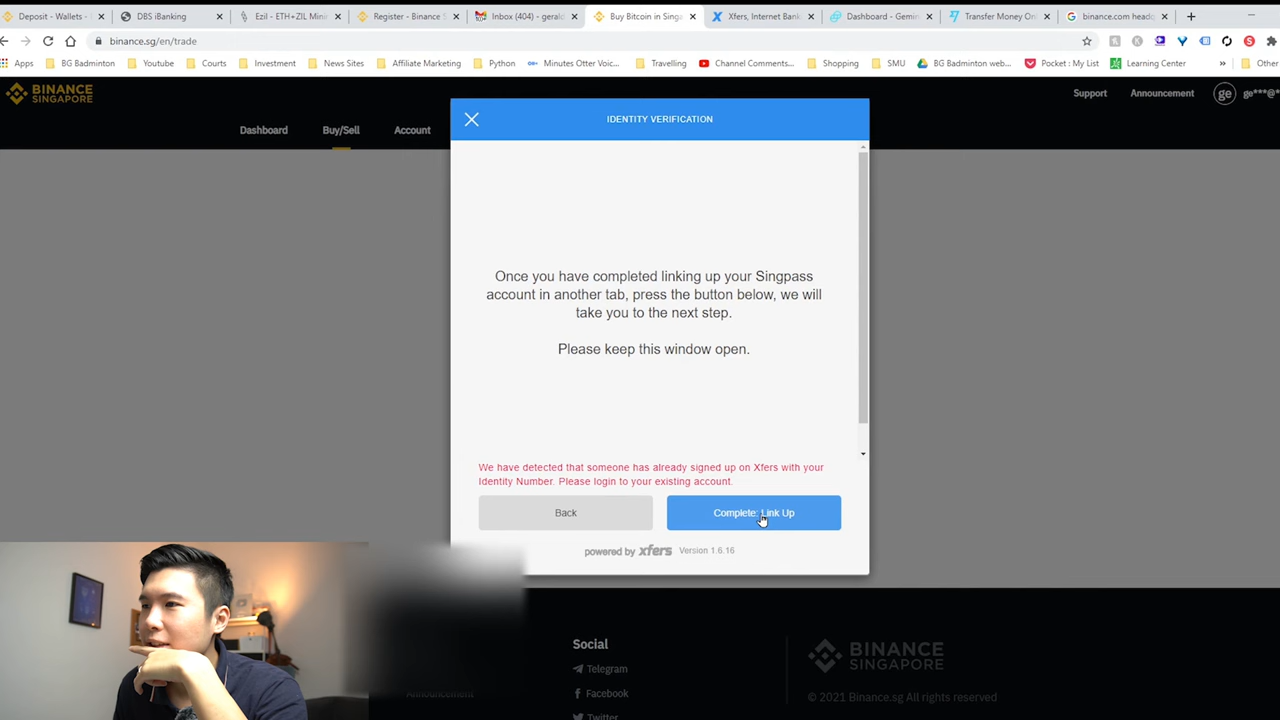 Deposit - Wallets -
DBS iBanking
Ezil - ETH+ZIL Mini
Register - Binance S
Inbox (404) - gerald
Buy Bitcoin in Singa
Xfers, Internet Bank
Dashboard - Gemin
Transfer Money On
binance.com headq
binance.sg/en/trade
Apps
BG Badminton
Youtube
Courts
Investment
News Sites
Affiliate Marketing
Python
Minutes Otter Voic...
Travelling
Channel Comments...
Shopping
SMU
BG Badminton web...
Pocket : My List
Learning Center
»
Other
BINANCE
SINGAPORE
Support
Announcement
ge
ge***@*
Dashboard
Buy/Sell
Account
IDENTITY VERIFICATION
Once you have completed linking up your Singpass
account in another tab, press the button below, we will
take you to the next step.
Please keep this window open.
We have detected that someone has already signed up on Xfers with your
Identity Number. Please login to your existing account.
Back
Complete: Link Up
powered by xfers Version 1.6.16
Social
Telegram
Announcement
Facebook
Twitter
BINANCE
SINGAPORE
© 2021 Binance.sg All rights reserved